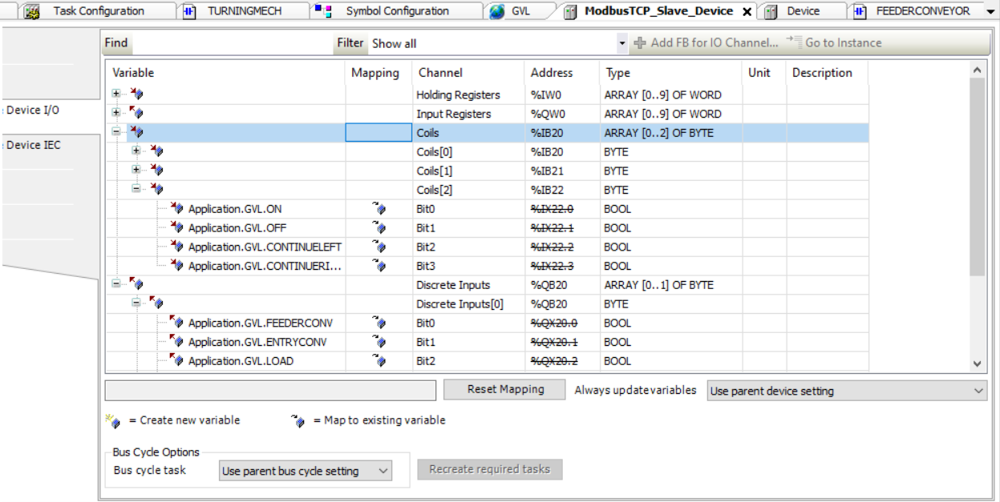 Task Configuration TURNINGMECH Symbol Configuration GVL ModbusTCP_Slave_Device Device FEEDERCONVEYOR
Find Filter Show all Add FB for IO Channel... Go to Instance
Variable Mapping Channel Address Type Unit Description
Holding Registers %IW0 ARRAY [0..9] OF WORD
Device I/O
Input Registers %QW0 ARRAY [0..9] OF WORD
Coils %IB20 ARRAY [0..2] OF BYTE
Device IEC
Coils[0] %IB20 BYTE
Coils[1] %IB21 BYTE
Coils[2] %IB22 BYTE
Application.GVL.ON Bit0 %IX22.0 BOOL
Application.GVL.OFF Bit1 %IX22.1 BOOL
Application.GVL.CONTINUELEFT Bit2 %IX22.2 BOOL
Application.GVL.CONTINUERI... Bit3 %IX22.3 BOOL
Discrete Inputs %QB20 ARRAY [0..1] OF BYTE
Discrete Inputs[0] %QB20 BYTE
Application.GVL.FEEDERCONV Bit0 %QX20.0 BOOL
Application.GVL.ENTRYCONV Bit1 %QX20.1 BOOL
Application.GVL.LOAD Bit2 %QX20.2 BOOL
Reset Mapping Always update variables Use parent device setting
= Create new variable = Map to existing variable
Bus Cycle Options
Bus cycle task Use parent bus cycle setting Recreate required tasks